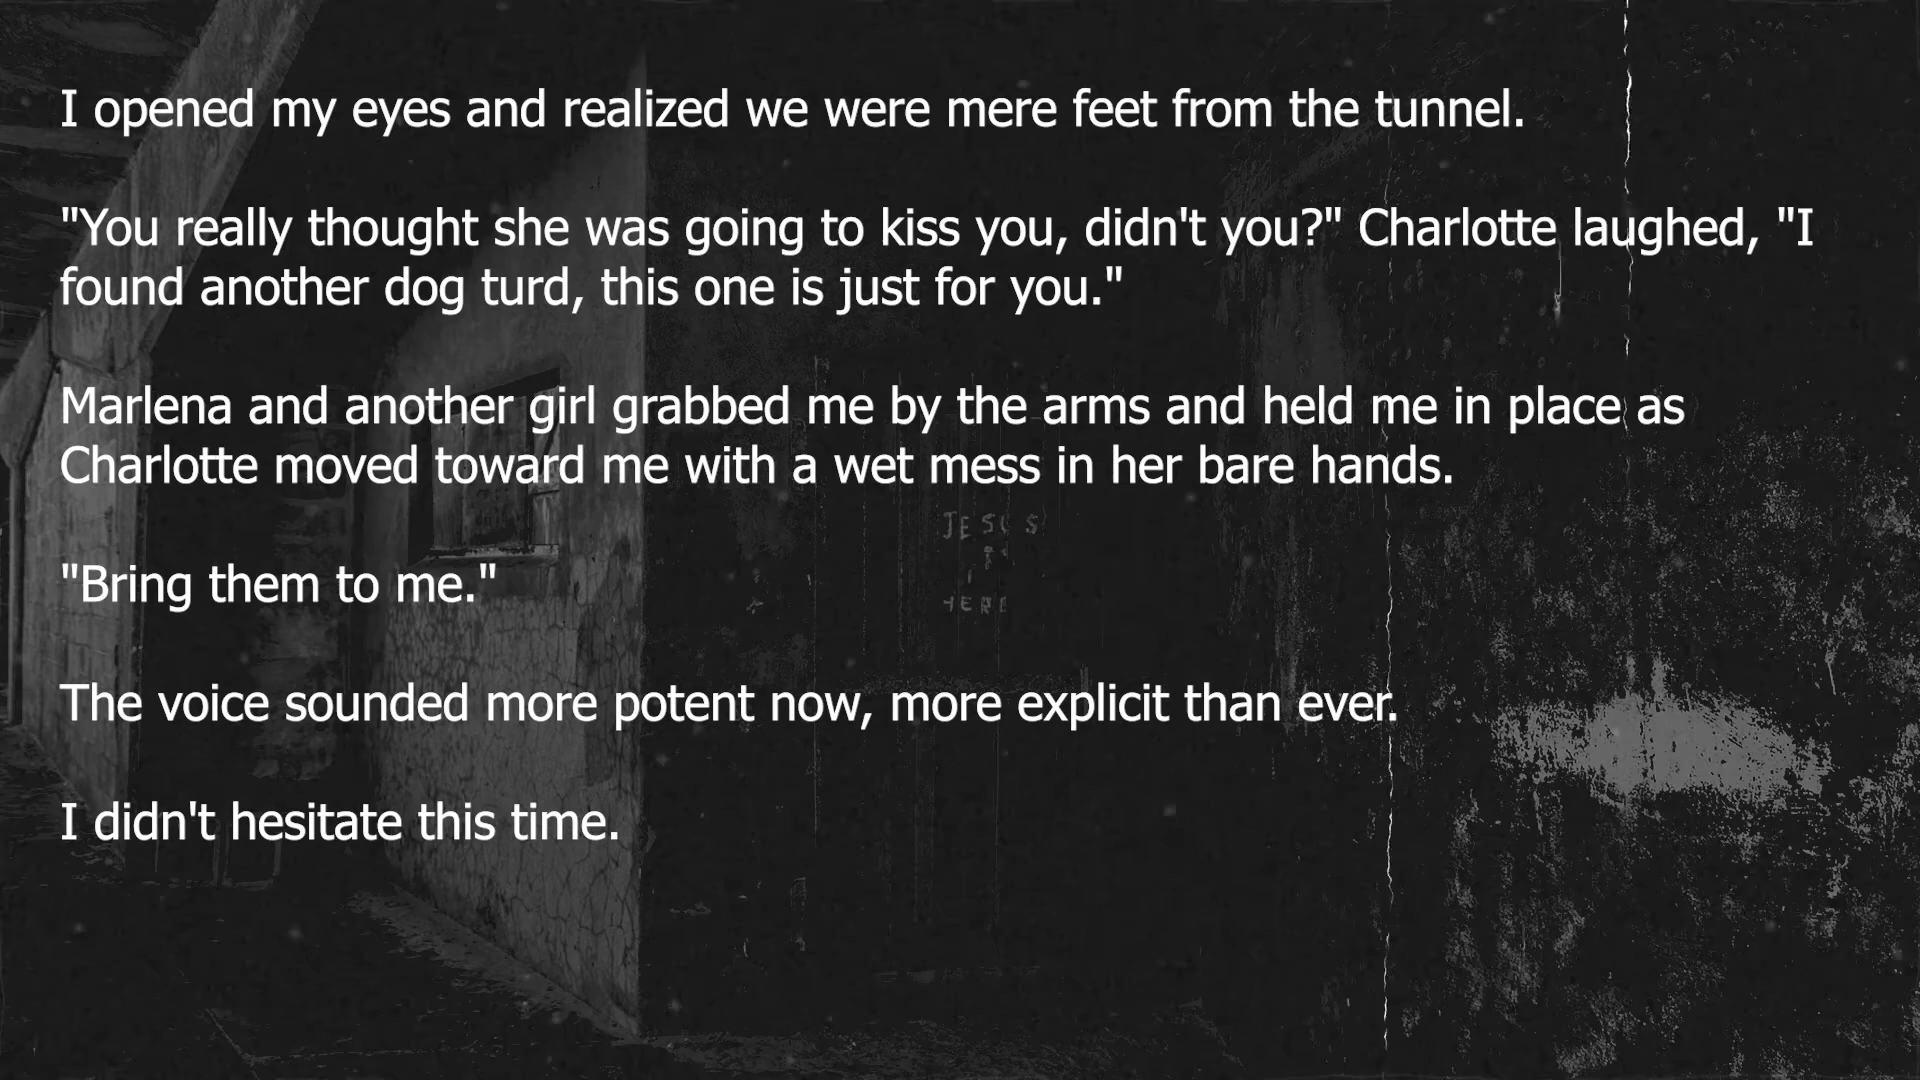 I opened my eyes and realized we were mere feet from the tunnel.
"You really thought she was going to kiss you, didn't you?" Charlotte laughed, "I
found another dog turd, this one is just for you."
Marlena and another girl grabbed me by the arms and held me in place as
Charlotte moved toward me with a wet mess in her bare hands.
"Bring them to me."
The voice sounded more potent now, more explicit than ever.
I didn't hesitate this time.
JESUS
HERE